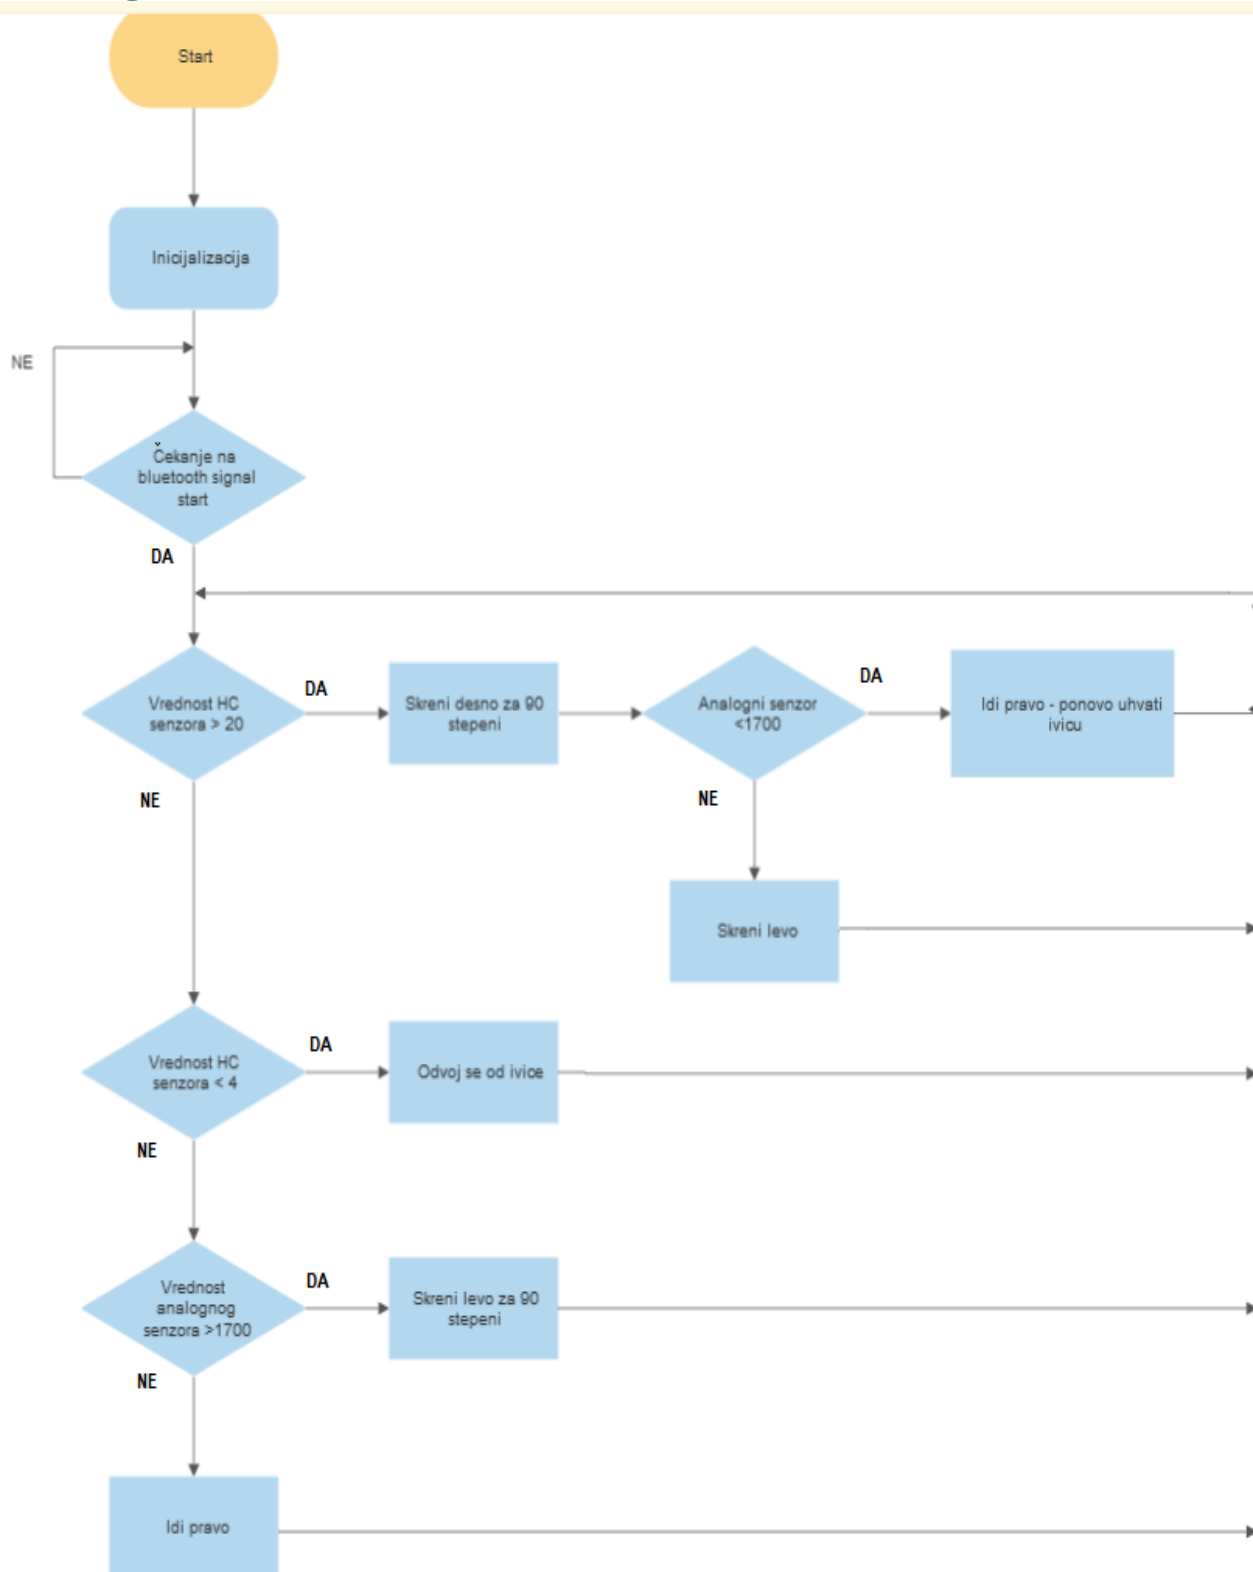 Start
Inicijalizacija
NE
Čekanje na
bluetooth signal
start
DA
Vrednost HC
senzora > 20
DA
Skreni desno za 90
stepeni
Analogni senzor
<1700
DA
Idi pravo - ponovo uhvati
ivicu
NE
NE
Skreni levo
Vrednost HC
senzora < 4
DA
Odvoj se od ivice
NE
Vrednost
analognog
senzora >1700
DA
Skreni levo za 90
stepeni
NE
Idi pravo